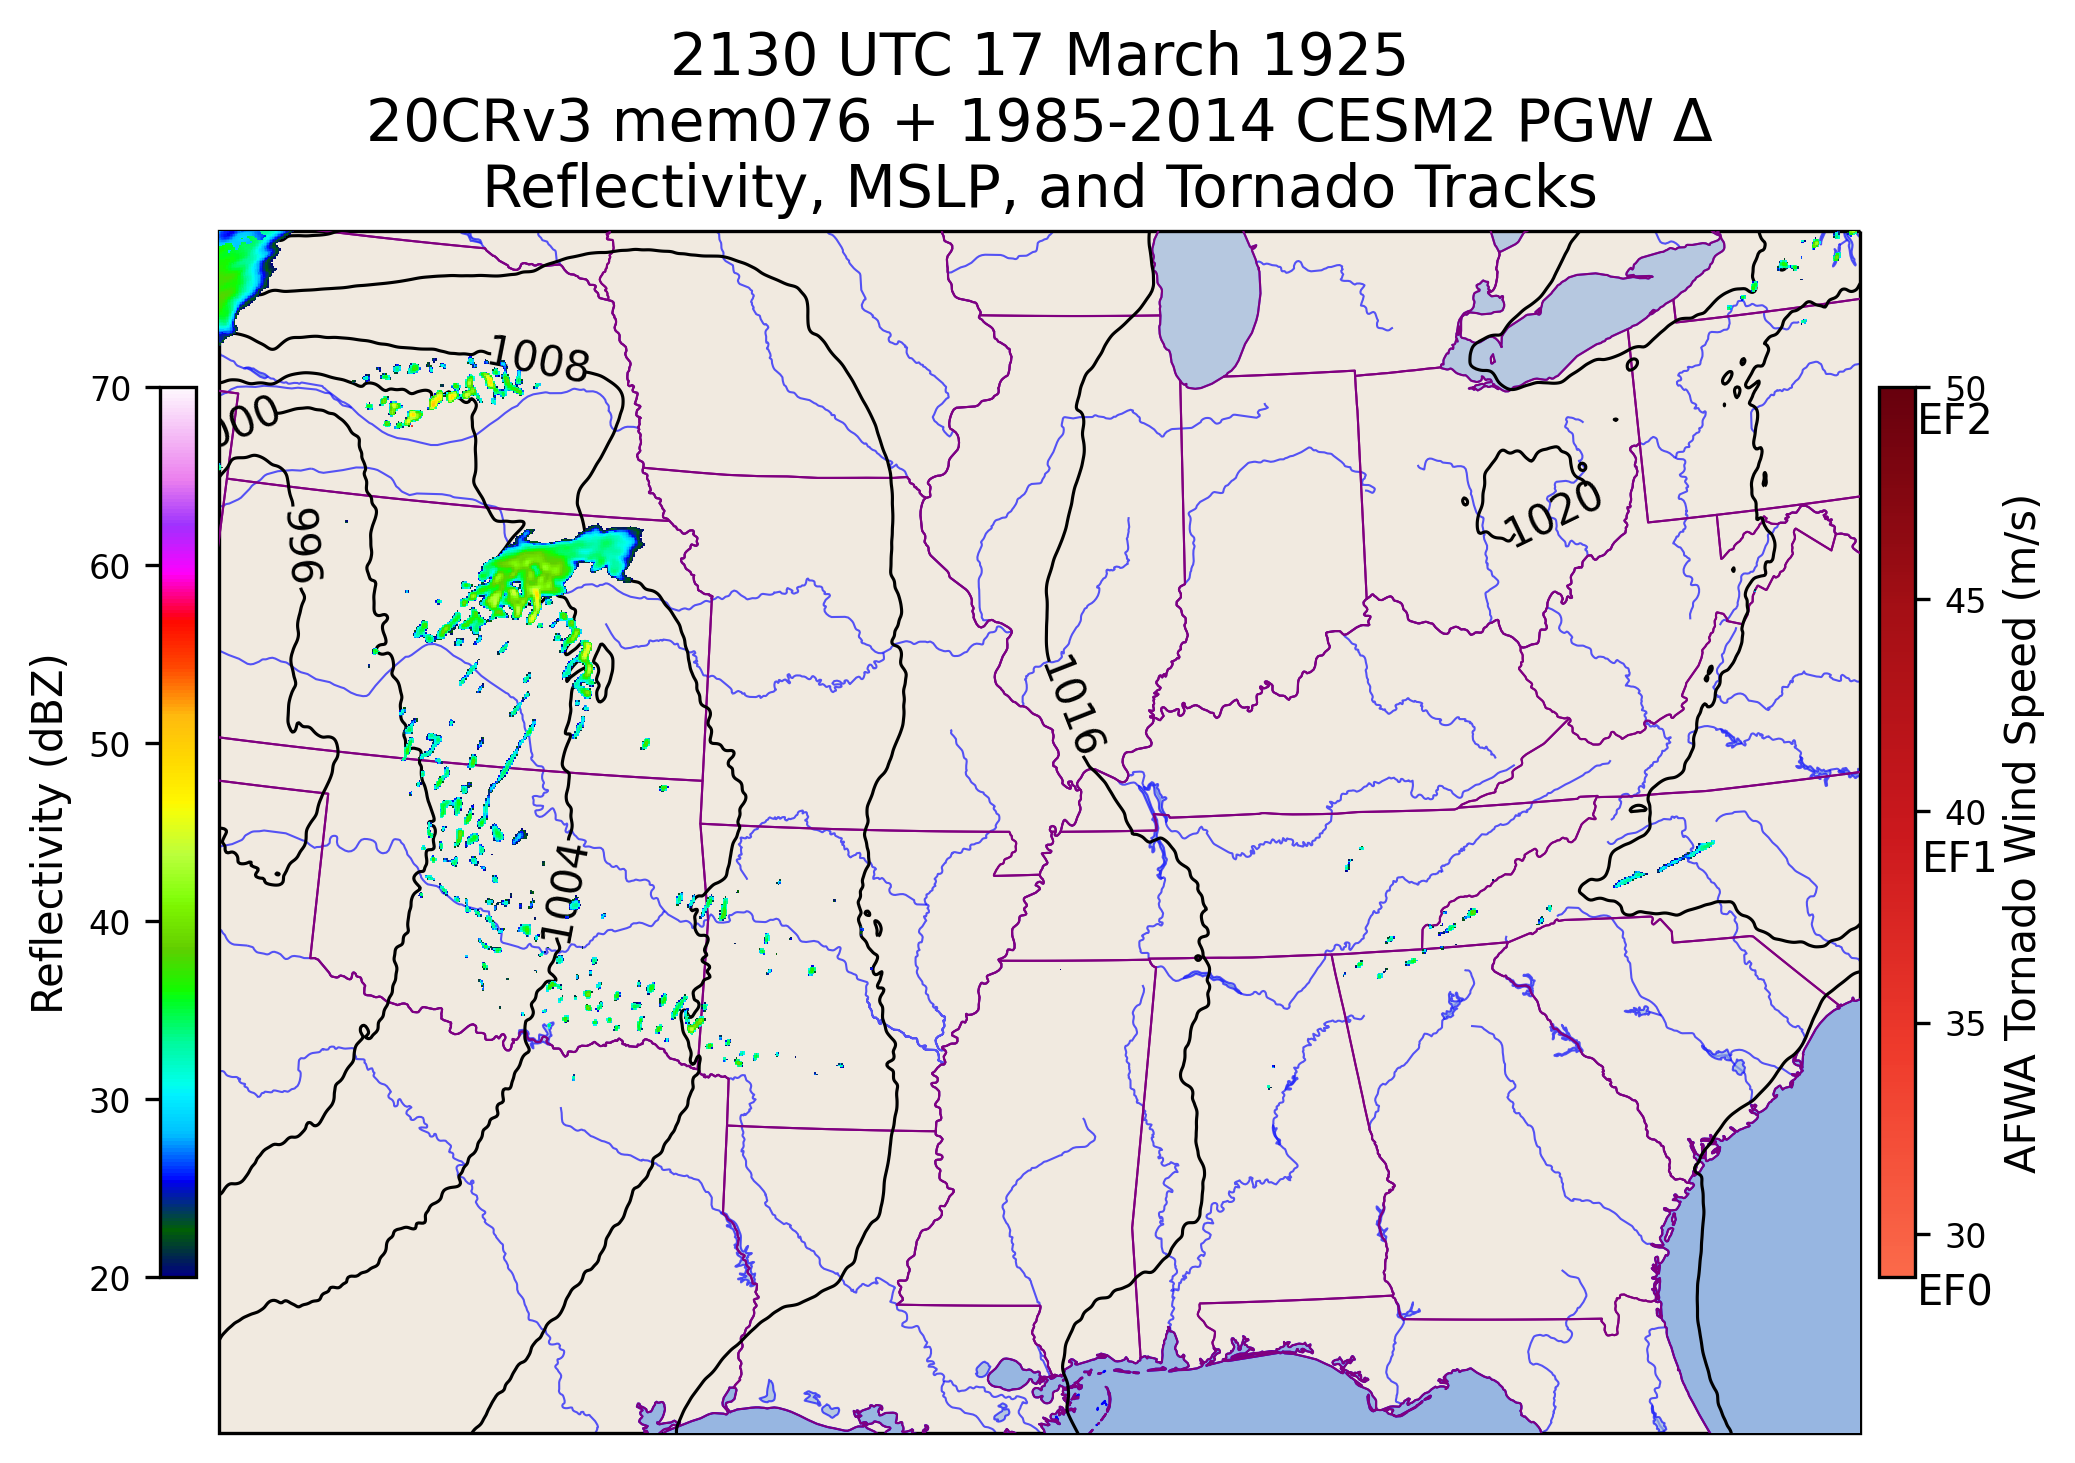 2130 UTC 17 March 1925
20CRv3 mem076 + 1985-2014 CESM2 PGW Δ
Reflectivity, MSLP, and Tornado Tracks
1008
000
996
1020
1016
1004
70
60
50
40
30
20
Reflectivity (dBZ)
50
EF2
45
40
EF1
35
30
EF0
AFWA Tornado Wind Speed (m/s)